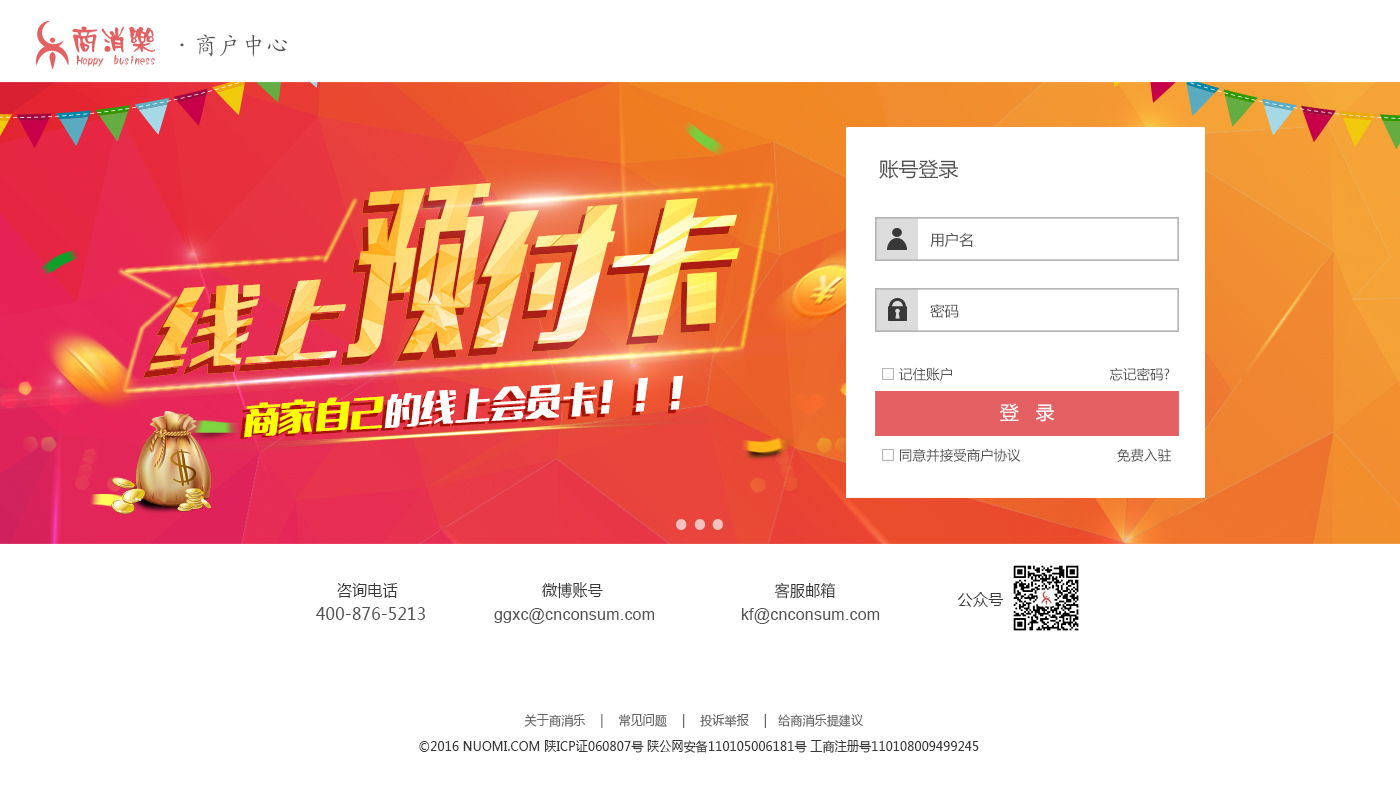 商消樂
Happy business
·商户中心
账号登录
用户名
密码
记住账户 忘记密码?
登 录
同意并接受商户协议 免费入驻
线上预付卡
商家自己的线上会员卡！！！
¥
$
咨询电话
400-876-5213
微博账号
ggxc@cnconsum.com
客服邮箱
kf@cnconsum.com
公众号
关于商消乐 | 常见问题 | 投诉举报 | 给商消乐提建议
©2016 NUOMI.COM 陕ICP证060807号 陕公网安备110105006181号 工商注册号110108009499245